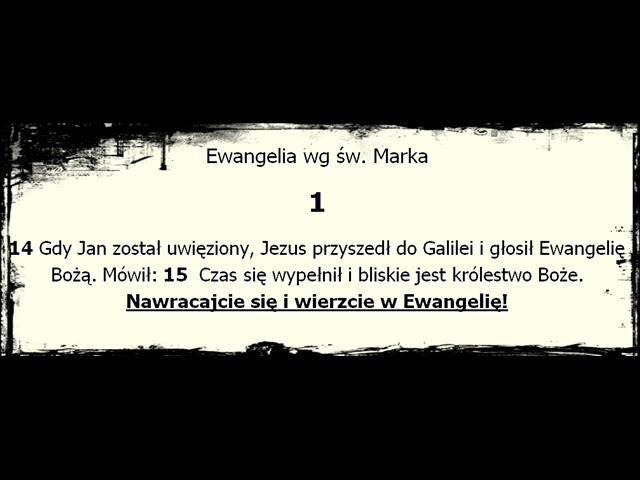 Ewangelia wg św. Marka
1
14 Gdy Jan został uwięziony, Jezus przyszedł do Galilei i głosił Ewangelię
Bożą. Mówił: 15 Czas się wypełnił i bliskie jest królestwo Boże.
Nawracajcie się i wierzcie w Ewangelię!